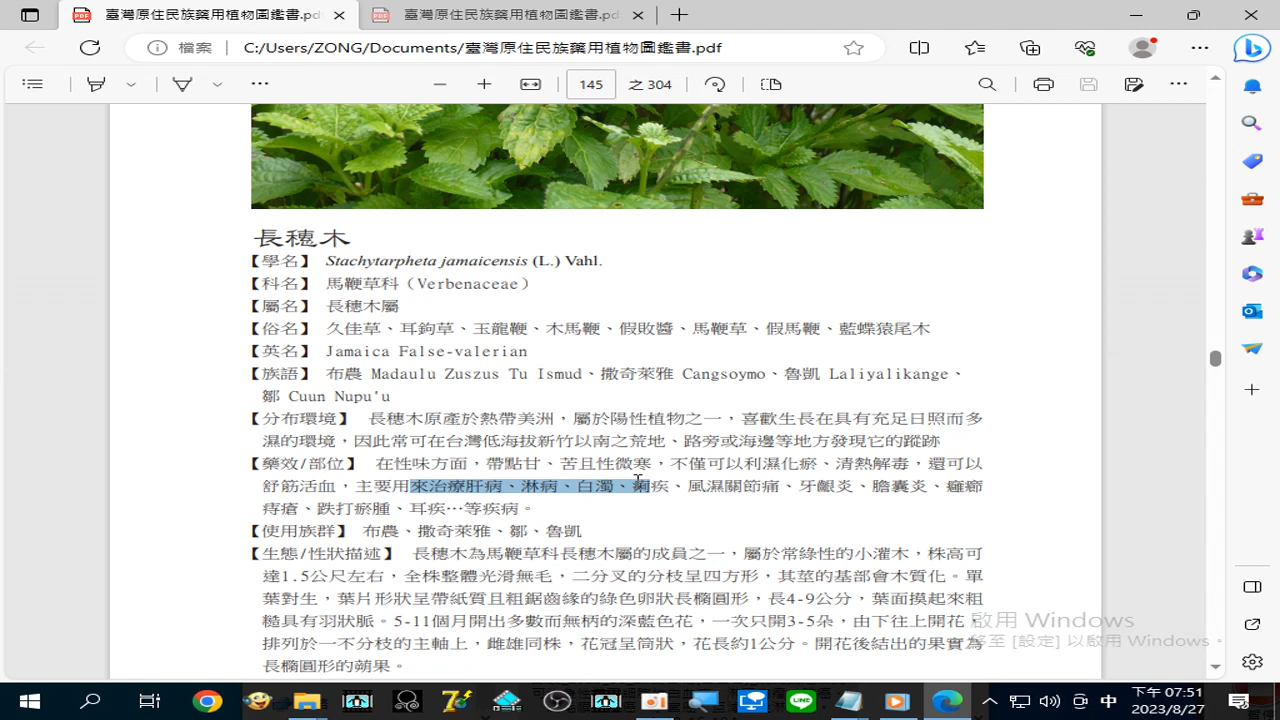 臺灣原住民族藥用植物圖鑑書.pdf
臺灣原住民族藥用植物圖鑑書.pdf
檔案 C:/Users/ZONG/Documents/臺灣原住民族藥用植物圖鑑書.pdf
145 之 304
長穗木
【學名】 Stachytarpheta jamaicensis (L.) Vahl.
【科名】 馬鞭草科（Verbenaceae）
【屬名】 長穗木屬
【俗名】 久佳草、耳鉤草、玉龍鞭、木馬鞭、假敗醬、馬鞭草、假馬鞭、藍蝶猿尾木
【英名】 Jamaica False-valerian
【族語】 布農 Madaulu Zuszus Tu Ismud、撒奇萊雅 Cangsoymo、魯凱 Laliyalikange、
鄒 Cuun Nupu'u
【分布環境】 長穗木原產於熱帶美洲，屬於陽性植物之一，喜歡生長在具有充足日照而多
濕的環境，因此常可在台灣低海拔新竹以南之荒地、路旁或海邊等地方發現它的蹤跡
【藥效/部位】 在性味方面，帶點甘、苦且性微寒，不僅可以利濕化瘀、清熱解毒，還可以
舒筋活血，主要用來治療肝病、淋病、白濁、痢疾、風濕關節痛、牙齦炎、膽囊炎、癰癤
痔瘡、跌打瘀腫、耳疾…等疾病。
【使用族群】 布農、撒奇萊雅、鄒、魯凱
【生態/性狀描述】 長穗木為馬鞭草科長穗木屬的成員之一，屬於常綠性的小灌木，株高可
達1.5公尺左右，全株整體光滑無毛，二分叉的分枝呈四方形，其莖的基部會木質化。單
葉對生，葉片形狀呈帶紙質且粗鋸齒緣的綠色卵狀長橢圓形，長4-9公分，葉面摸起來粗
糙具有羽狀脈。5-11個月開出多數而無柄的深藍色花，一次只開3-5朵，由下往上開花，
排列於一不分枝的主軸上，雌雄同株，花冠呈筒狀，花長約1公分。開花後結出的果實為
長橢圓形的蒴果。
啟用 Windows
移至 [設定] 以啟用 Windows。
中
下午 07:51
2023/8/27